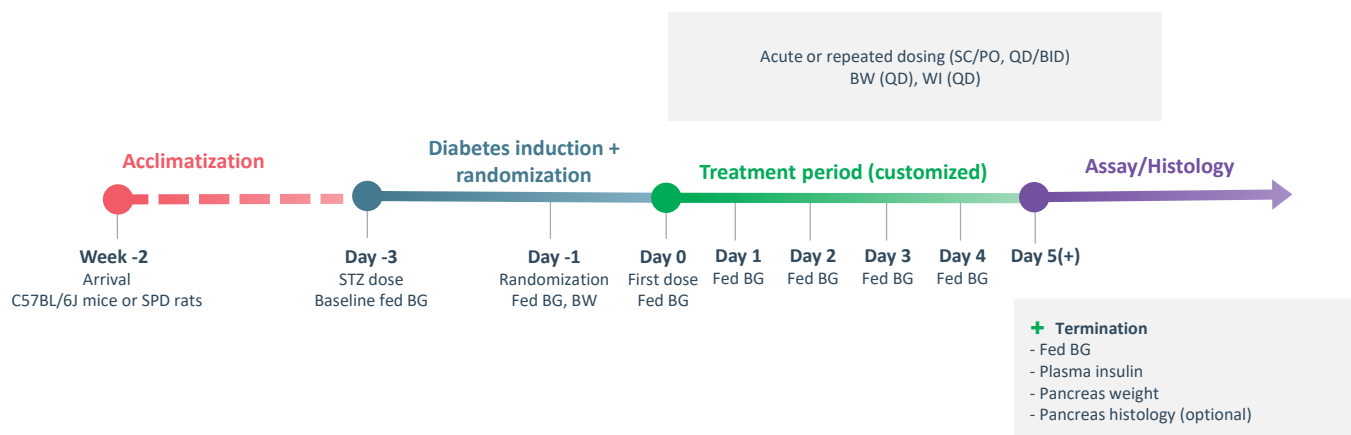 Acute or repeated dosing (SC/PO, QD/BID)
BW (QD), WI (QD)
Acclimatization
Diabetes induction +
randomization
Treatment period (customized)
Assay/Histology
Week -2
Arrival
C57BL/6J mice or SPD rats
Day -3
STZ dose
Baseline fed BG
Day -1
Randomization
Fed BG, BW
Day 0
First dose
Fed BG
Day 1
Fed BG
Day 2
Fed BG
Day 3
Fed BG
Day 4
Fed BG
Day 5(+)
+ Termination
- Fed BG
- Plasma insulin
- Pancreas weight
- Pancreas histology (optional)